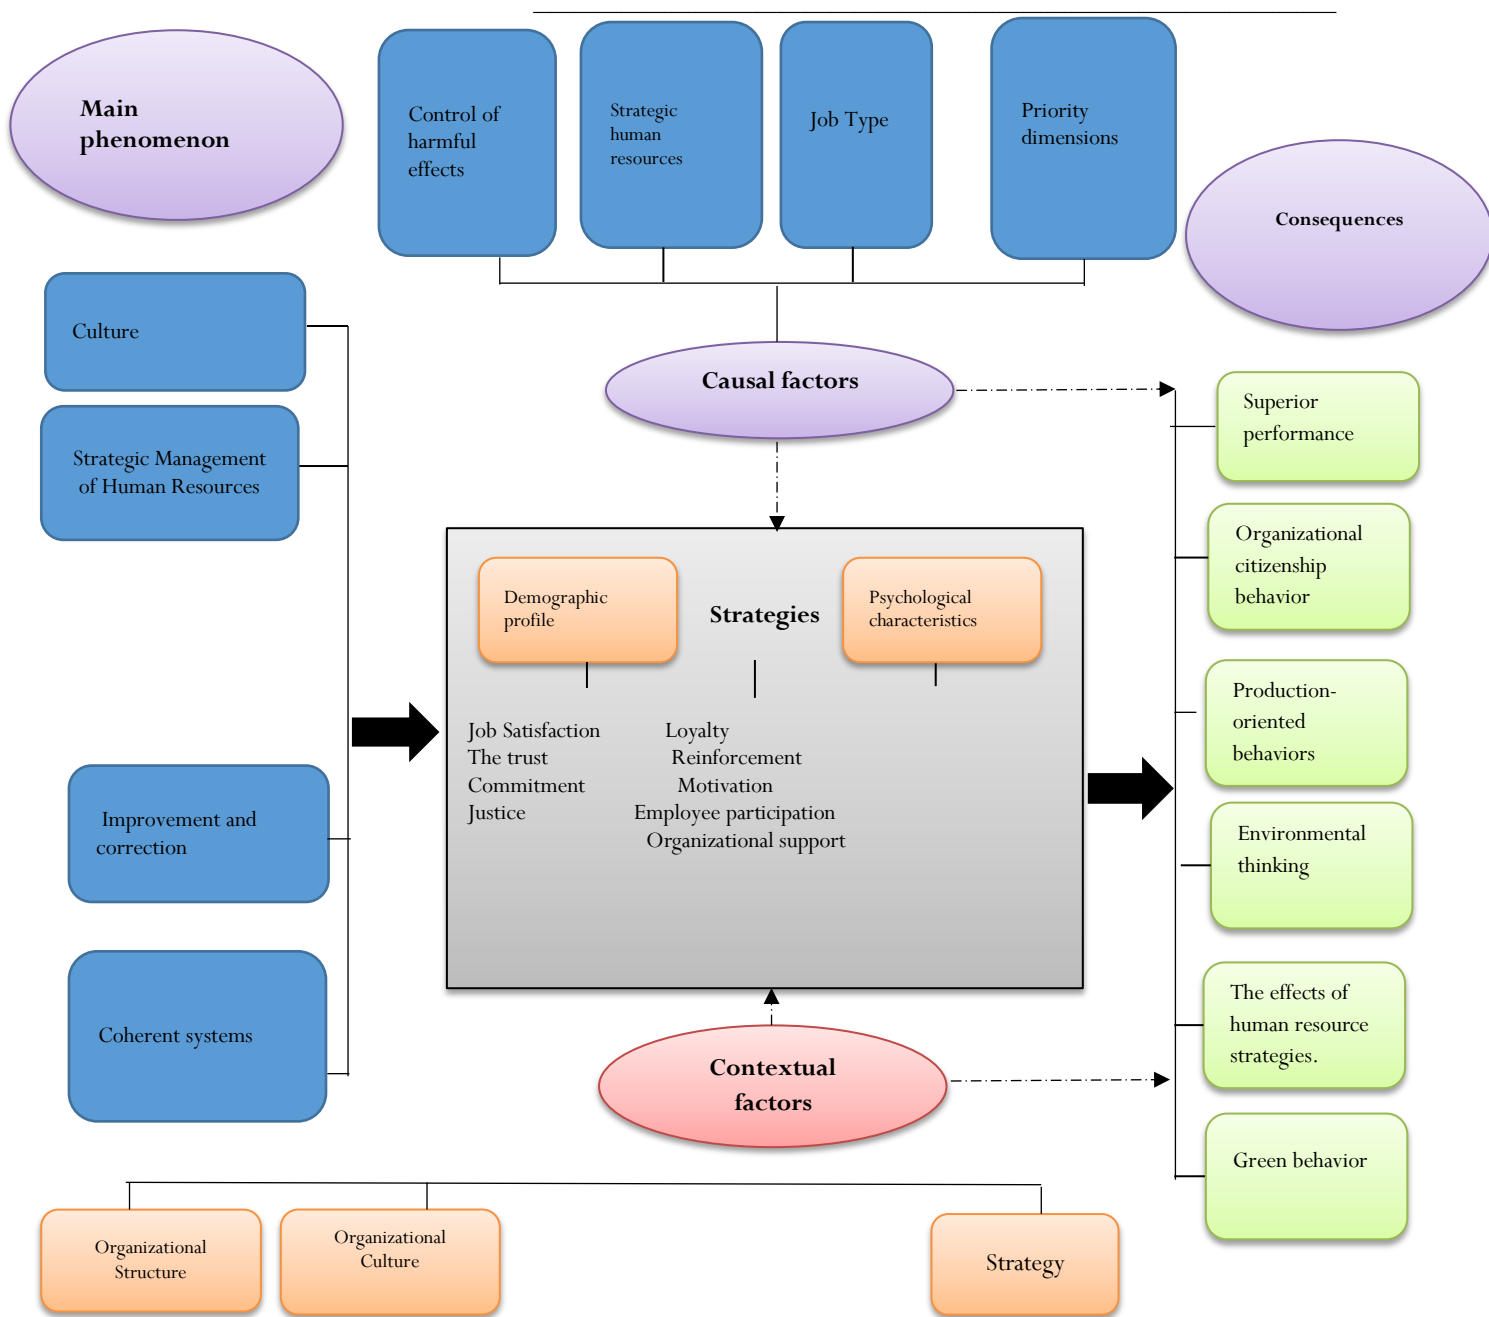 Main
phenomenon
Control of
harmful
effects
Strategic
human
resources
Job Type
Priority
dimensions
Consequences
Culture
Strategic Management
of Human Resources
Improvement and
correction
Coherent systems
Causal factors
Demographic
profile
Strategies
Psychological
characteristics
Job Satisfaction
The trust
Commitment
Justice
Loyalty
Reinforcement
Motivation
Employee participation
Organizational support
Superior
performance
Organizational
citizenship
behavior
Production-
oriented
behaviors
Environmental
thinking
The effects of
human resource
strategies.
Green behavior
Contextual
factors
Organizational
Structure
Organizational
Culture
Strategy